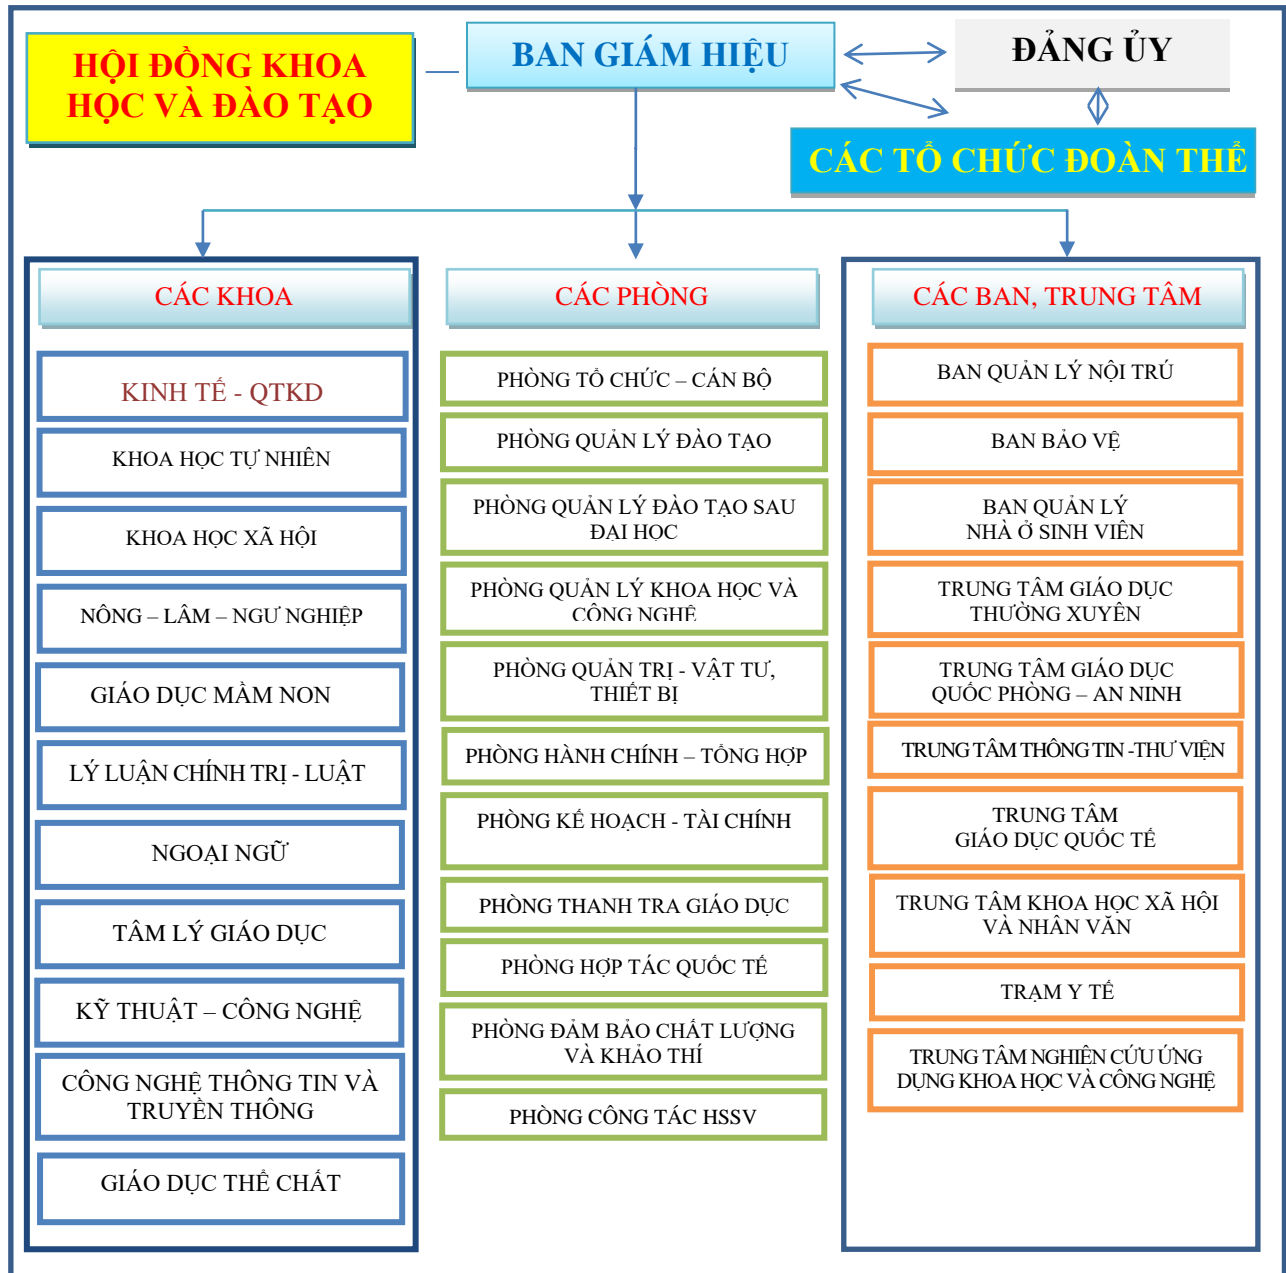 HỘI ĐỒNG KHOA
HỌC VÀ ĐÀO TẠO
BAN GIÁM HIỆU
ĐẢNG ỦY
CÁC TỔ CHỨC ĐOÀN THỂ
CÁC KHOA
KINH TẾ - QTKD
KHOA HỌC TỰ NHIÊN
KHOA HỌC XÃ HỘI
NÔNG – LÂM – NGƯ NGHIỆP
GIÁO DỤC MẦM NON
LÝ LUẬN CHÍNH TRỊ - LUẬT
NGOẠI NGỮ
TÂM LÝ GIÁO DỤC
KỸ THUẬT – CÔNG NGHỆ
CÔNG NGHỆ THÔNG TIN VÀ
TRUYỀN THÔNG
GIÁO DỤC THỂ CHẤT
CÁC PHÒNG
PHÒNG TỔ CHỨC – CÁN BỘ
PHÒNG QUẢN LÝ ĐÀO TẠO
PHÒNG QUẢN LÝ ĐÀO TẠO SAU
ĐẠI HỌC
PHÒNG QUẢN LÝ KHOA HỌC VÀ
CÔNG NGHỆ
PHÒNG QUẢN TRỊ - VẬT TƯ,
THIẾT BỊ
PHÒNG HÀNH CHÍNH – TỔNG HỢP
PHÒNG KẾ HOẠCH - TÀI CHÍNH
PHÒNG THANH TRA GIÁO DỤC
PHÒNG HỢP TÁC QUỐC TẾ
PHÒNG ĐẢM BẢO CHẤT LƯỢNG
VÀ KHẢO THÍ
PHÒNG CÔNG TÁC HSSV
CÁC BAN, TRUNG TÂM
BAN QUẢN LÝ NỘI TRÚ
BAN BẢO VỆ
BAN QUẢN LÝ
NHÀ Ở SINH VIÊN
TRUNG TÂM GIÁO DỤC
THƯỜNG XUYÊN
TRUNG TÂM GIÁO DỤC
QUỐC PHÒNG – AN NINH
TRUNG TÂM THÔNG TIN -THƯ VIỆN
TRUNG TÂM
GIÁO DỤC QUỐC TẾ
TRUNG TÂM KHOA HỌC XÃ HỘI
VÀ NHÂN VĂN
TRẠM Y TẾ
TRUNG TÂM NGHIÊN CỨU ỨNG
DỤNG KHOA HỌC VÀ CÔNG NGHỆ